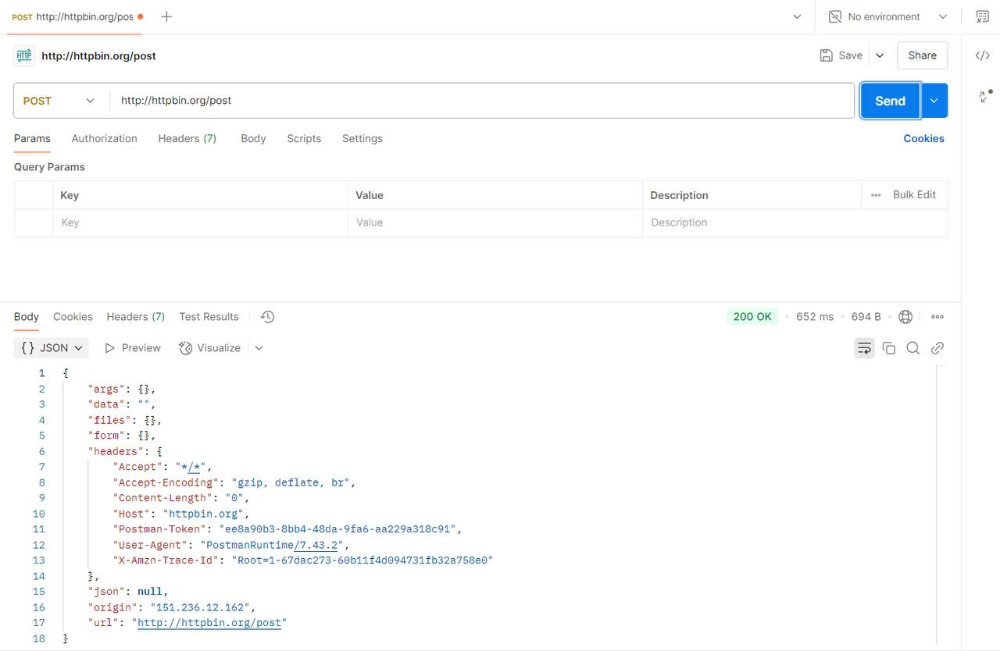 POST http://httpbin.org/pos
No environment
HTTP http://httpbin.org/post
Save
Share
POST http://httpbin.org/post
Send
Params Authorization Headers (7) Body Scripts Settings Cookies
Query Params
Key Value Description Bulk Edit
Key Value Description
Body Cookies Headers (7) Test Results 200 OK 652 ms 694 B
{} JSON Preview Visualize
1 {
2 "args": {},
3 "data": "",
4 "files": {},
5 "form": {},
6 "headers": {
7 "Accept": "*/*",
8 "Accept-Encoding": "gzip, deflate, br",
9 "Content-Length": "0",
10 "Host": "httpbin.org",
11 "Postman-Token": "ee8a90b3-8bb4-48da-9fa6-aa229a318c91",
12 "User-Agent": "PostmanRuntime/7.43.2",
13 "X-Amzn-Trace-Id": "Root=1-67dac273-60b11f4d094731fb32a758e0"
14 },
15 "json": null,
16 "origin": "151.236.12.162",
17 "url": "http://httpbin.org/post"
18 }